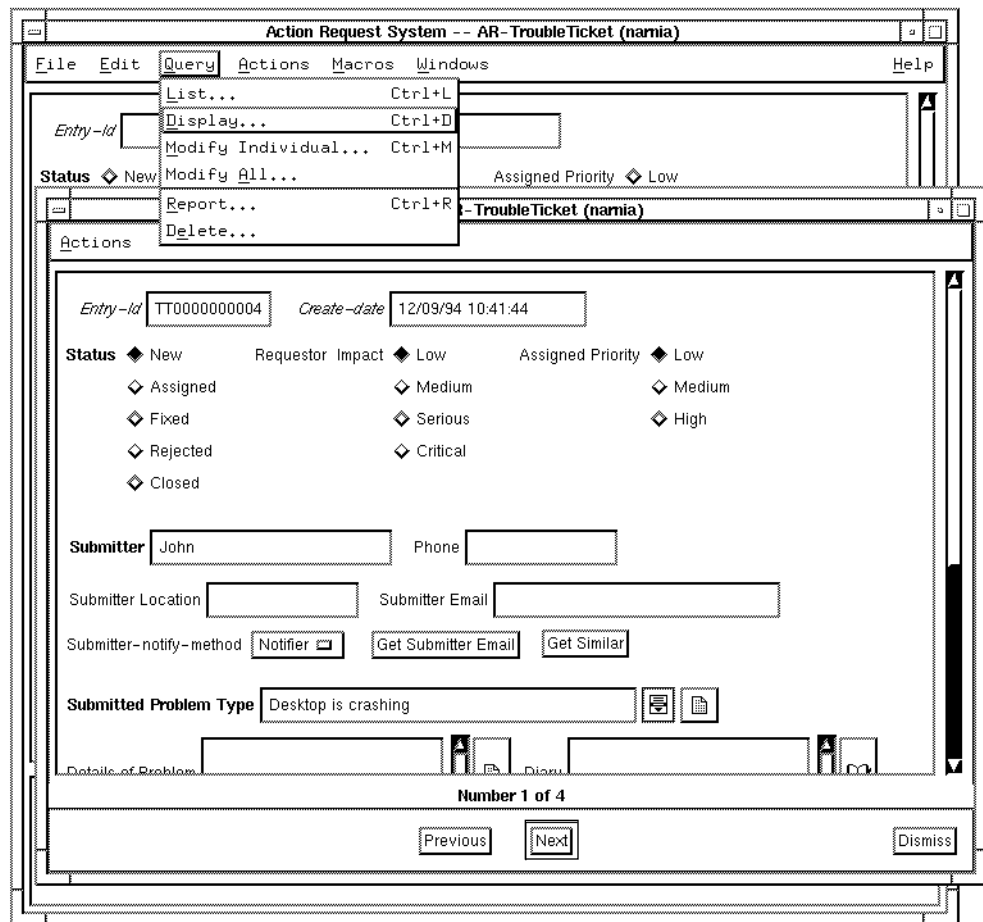 Action Request System -- AR-TroubleTicket (narnia)
File Edit Query Actions Macros Windows Help
List... Ctrl+L
Display... Ctrl+D
Modify Individual... Ctrl+M
Modify All...
Report... Ctrl+R
Delete...
Entry-Id
Status New Assigned Priority Low
-TroubleTicket (narnia)
Actions
Entry-Id TT0000000004 Create-date 12/09/94 10:41:44
Status New Requestor Impact Low Assigned Priority Low
Assigned Medium Medium
Fixed Serious High
Rejected Critical
Closed
Submitter John Phone
Submitter Location Submitter Email
Submitter-notify-method Notifier Get Submitter Email Get Similar
Submitted Problem Type Desktop is crashing
Details of Problem Diary
Number 1 of 4
Previous Next Dismiss